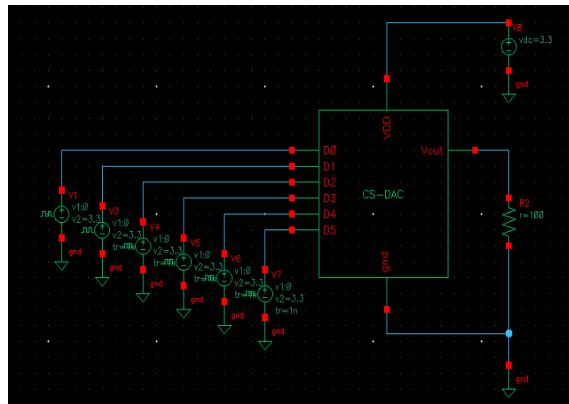 V8
vdc=3.3
gnd
VDD
D0
D1
D2
D3
D4
D5
Vout
CS-DAC
gnd
R2
r=100
V1
v1:0
v2=3.3
gnd
V3
v1:0
v2=3.3
gnd
V4
v1:0
v2=3.3
gnd
V5
v1:0
v2=3.3
gnd
V6
v1:0
v2=3.3
gnd
V7
v1:0
v2=3.3
tr=1n
gnd
gnd